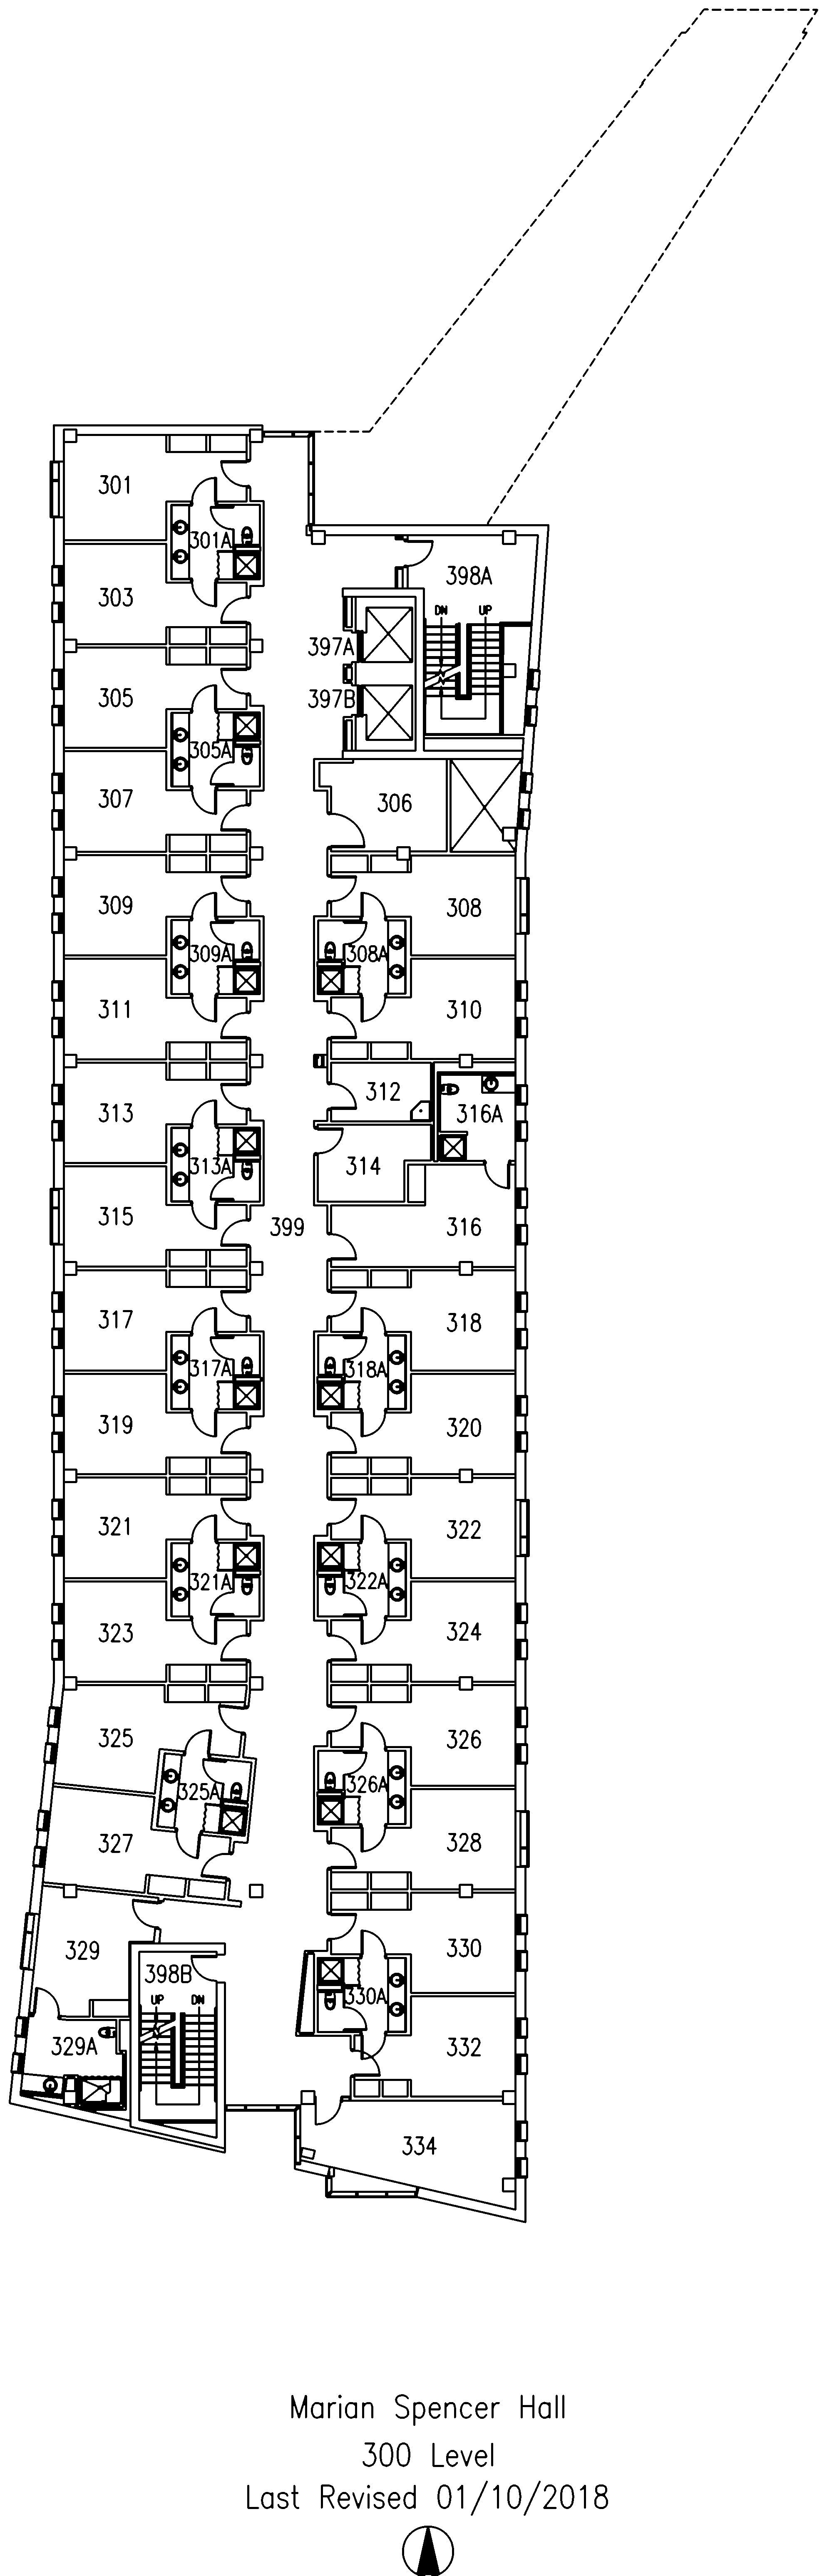 301
301A
398A
303
DN UP
397A
305
397B
305A
307
306
309
308
309A
308A
311
310
312
313
316A
313A
314
315
399
316
317
318
317A
318A
319
320
321
322
321A
322A
323
324
325
326
325A
326A
327
328
329
330
398B
330A
UP DN
329A
332
334
Marian Spencer Hall
300 Level
Last Revised 01/10/2018